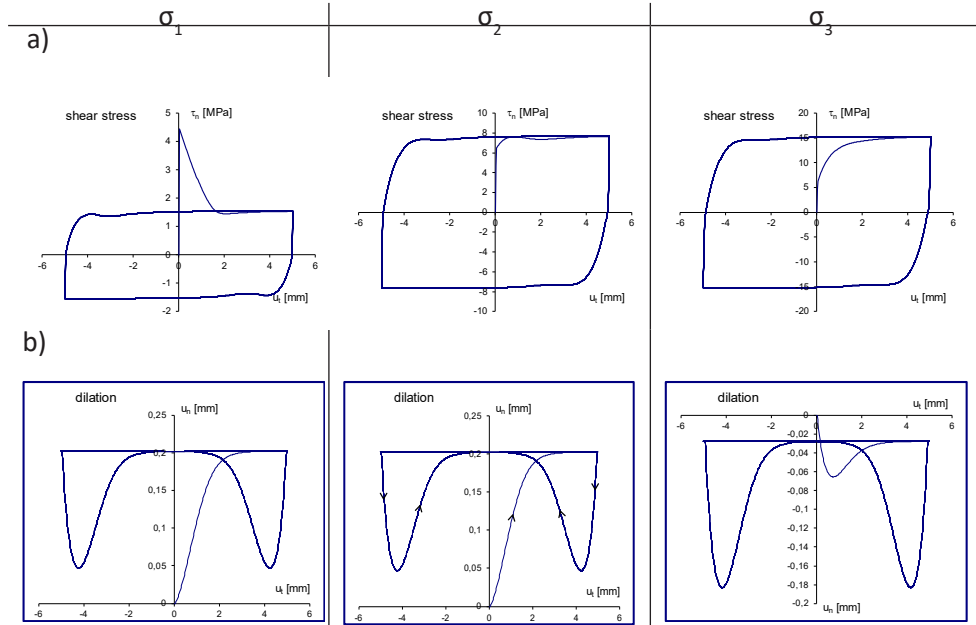 σ1 σ2 σ3
a)
shear stress τn [MPa]
5
4
3
2
1
0
-1
-2
-6 -4 -2 0 2 4 6
ut [mm]
shear stress τn [MPa]
10
8
6
4
2
0
-2
-4
-6
-8
-10
-6 -4 -2 0 2 4 6
ut [mm]
shear stress τn [MPa]
20
15
10
5
0
-5
-10
-15
-20
-6 -4 -2 0 2 4 6
ut [mm]
b)
dilation
un [mm]
0,25
0,2
0,15
0,1
0,05
0
ut [mm]
-6 -4 -2 0 2 4 6
dilation
un [mm]
0,25
0,2
0,15
0,1
0,05
0
ut [mm]
-6 -4 -2 0 2 4 6
dilation
ut [mm]
-6 -4 -2 0 2 4 6
-0,02
-0,04
-0,06
-0,08
-0,1
-0,12
-0,14
-0,16
-0,18
-0,2
un [mm]